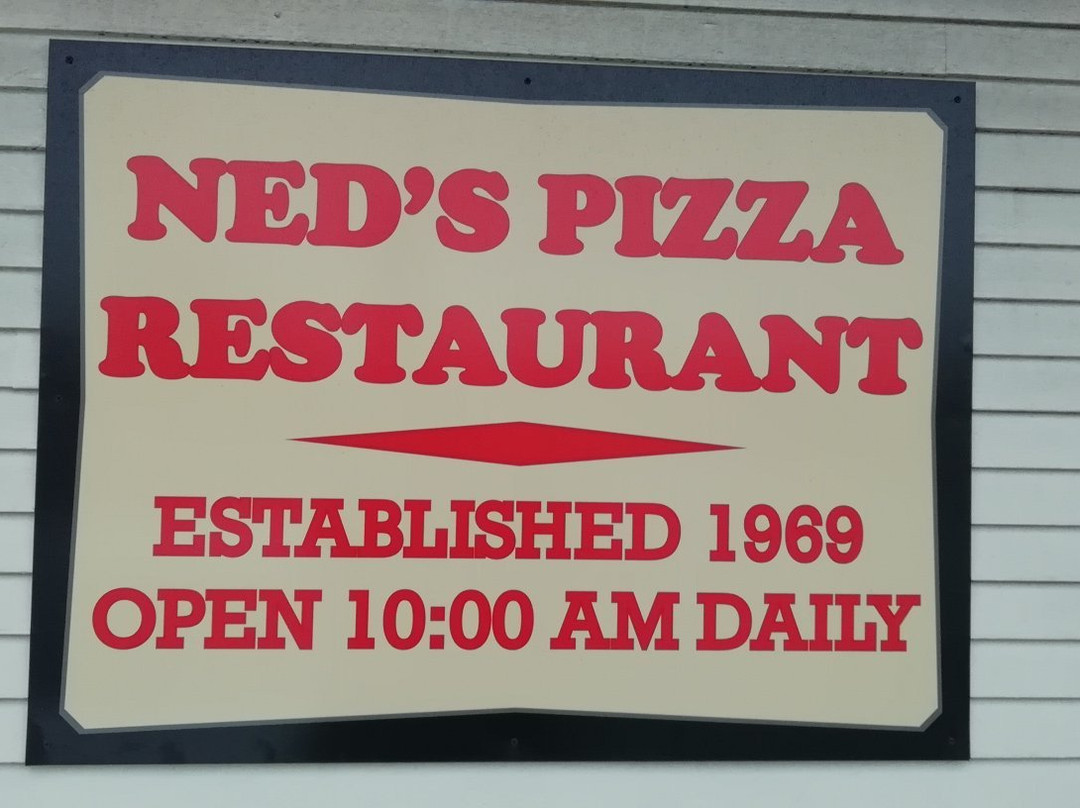 NED'S PIZZA
RESTAURANT
ESTABLISHED 1969
OPEN 10:00 AM DAILY